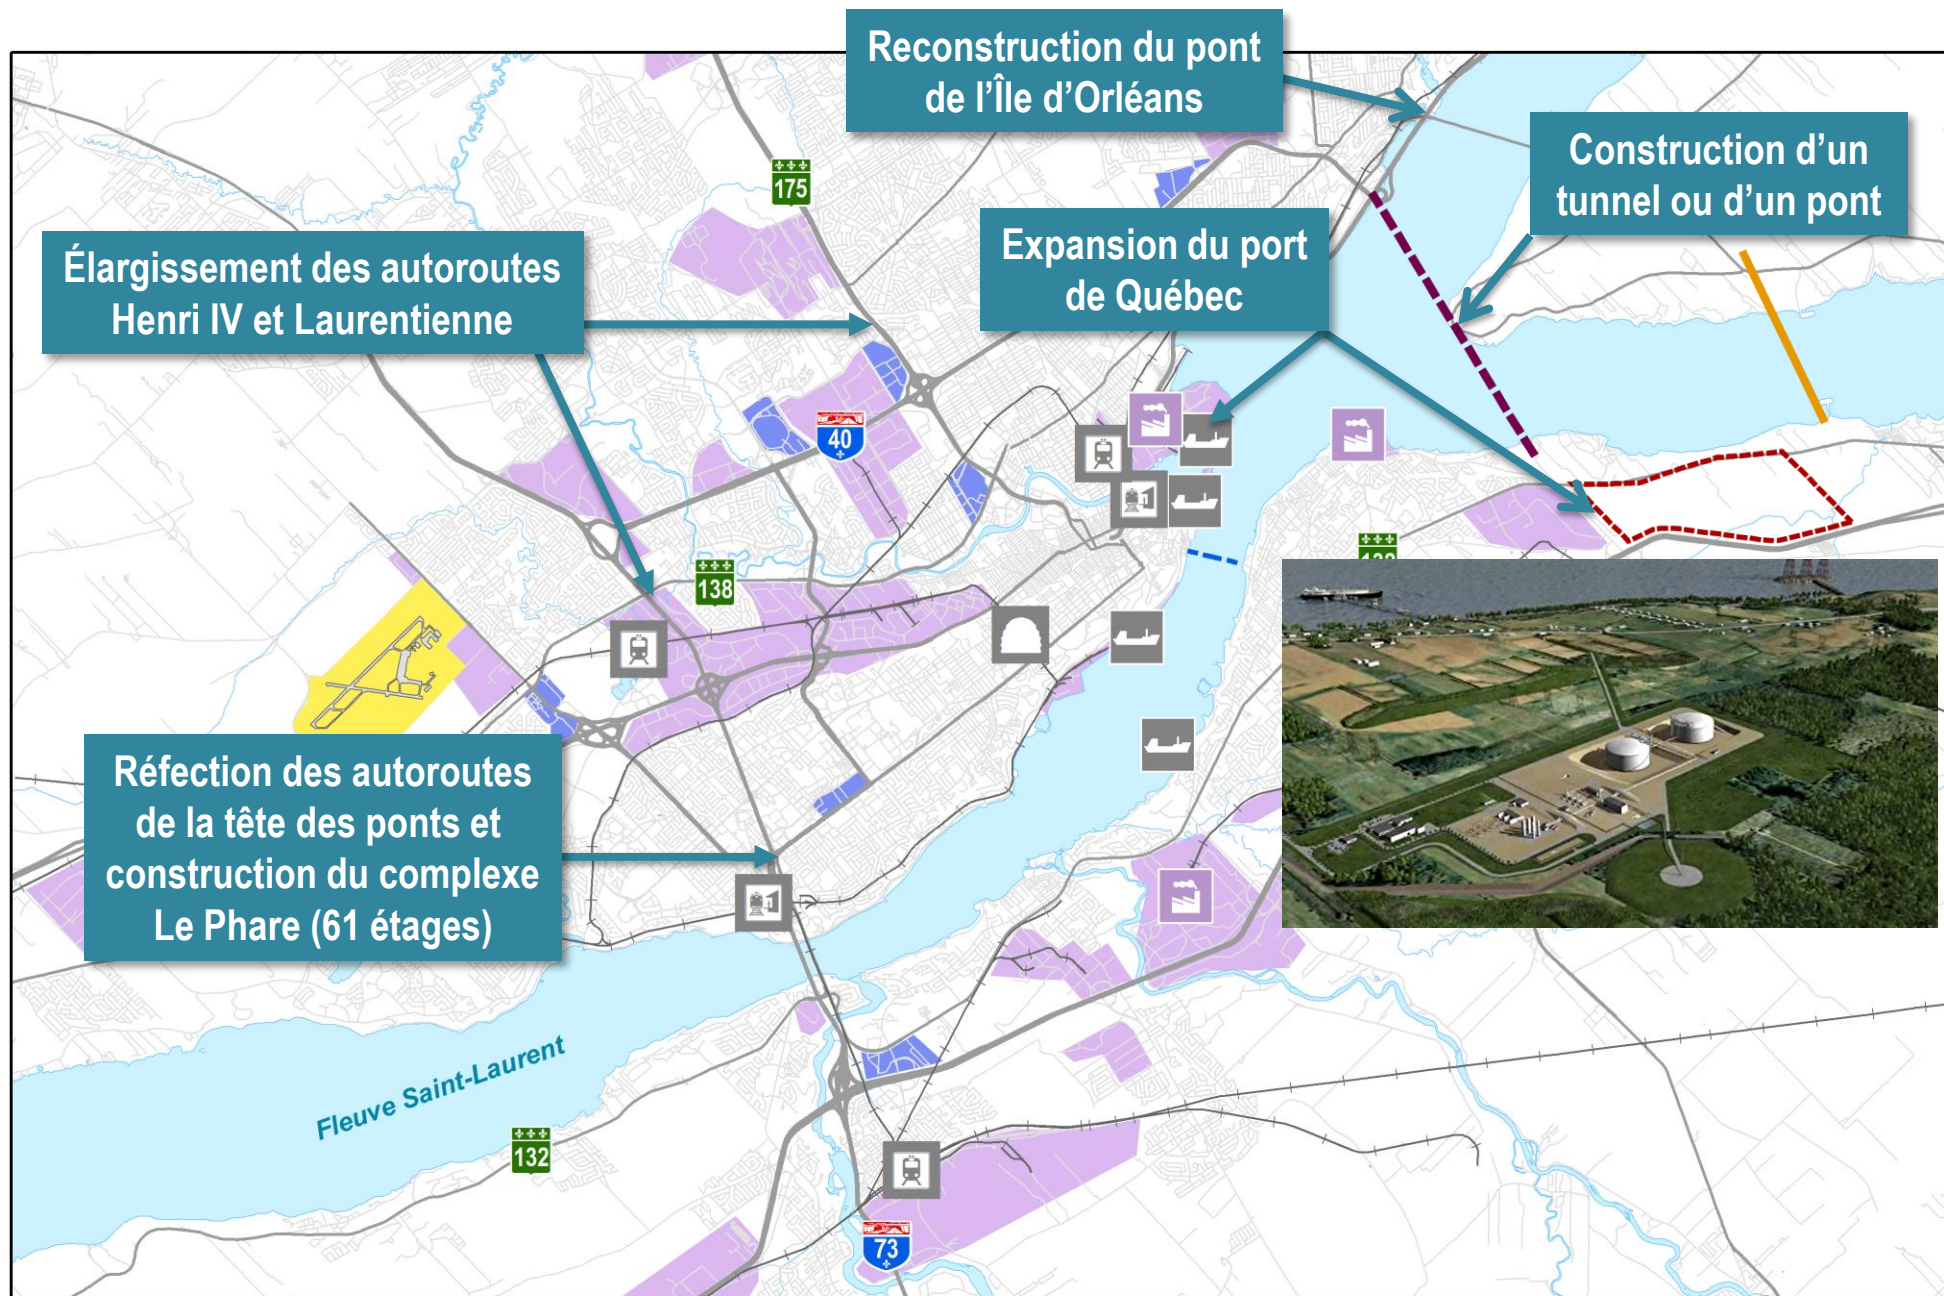 Reconstruction du pont
de l'Île d'Orléans
Construction d'un
tunnel ou d'un pont
175
Expansion du port
de Québec
Élargissement des autoroutes
Henri IV et Laurentienne
40
138
Réfection des autoroutes
de la tête des ponts et
construction du complexe
Le Phare (61 étages)
Fleuve Saint-Laurent
132
73